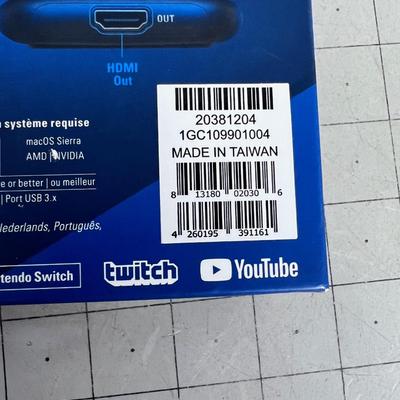 OUT
HDMI
Out
système requise
macOS Sierra
AMD | NVIDIA
e or better | ou meilleur
| Port USB 3.x
Nederlands, Português,
20381204
1GC109901004
MADE IN TAIWAN
8 13180 02030 6
4 260195 391161
tendo Switch
twitch
YouTube